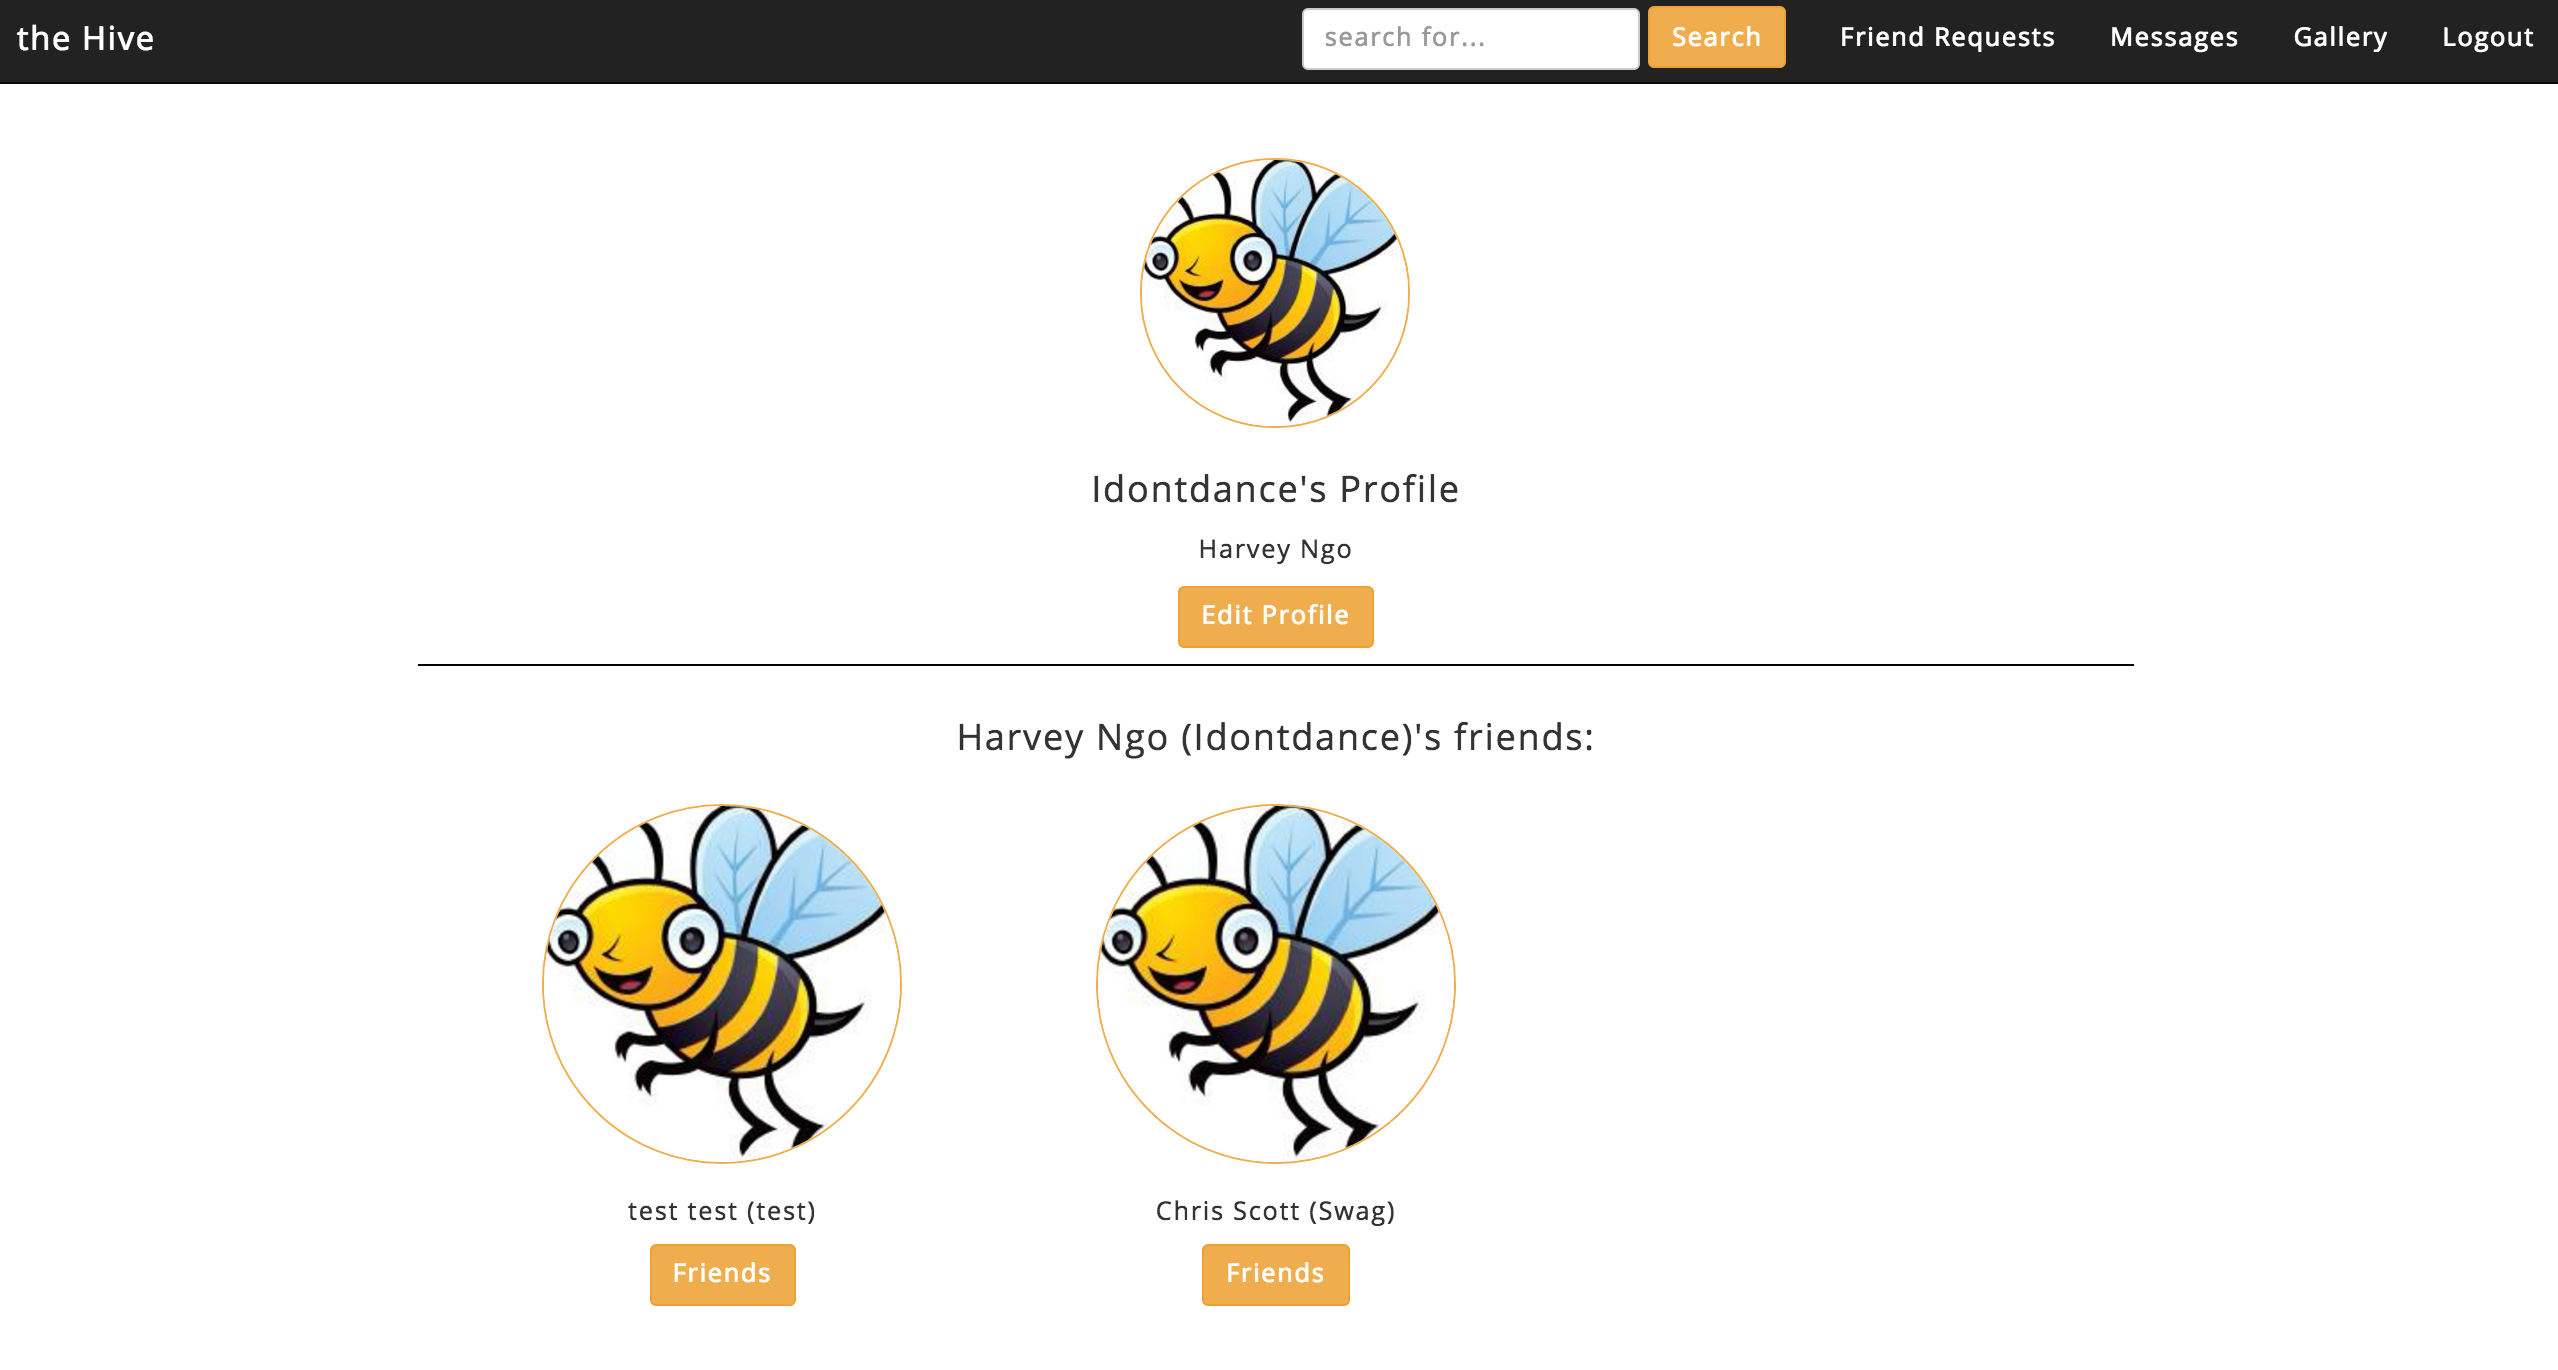 the Hive
search for...
Search
Friend Requests
Messages
Gallery
Logout
Idontdance's Profile
Harvey Ngo
Edit Profile
Harvey Ngo (Idontdance)'s friends:
test test (test)
Chris Scott (Swag)
Friends
Friends